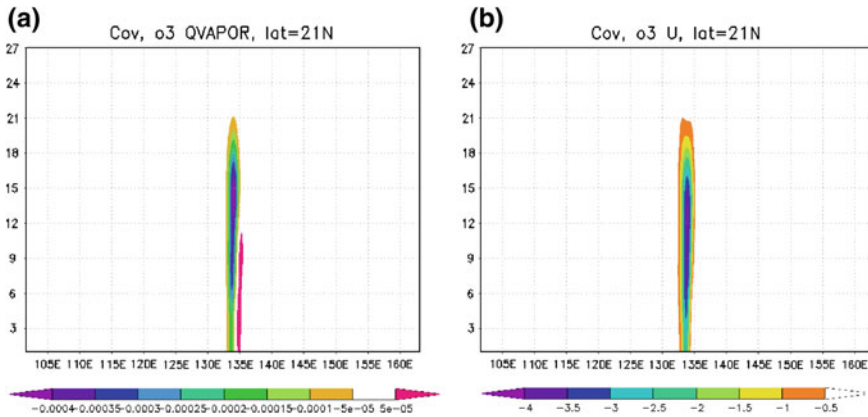 (a)
Cov, o3 QVAPOR, lat=21N
27
24
21
18
15
12
9
6
3
105E 110E 115E 120E 125E 130E 135E 140E 145E 150E 155E 160E
-0.0004-0.00035-0.0003-0.00025-0.0002-0.00015-0.0001-5e-05 5e-05
(b)
Cov, o3 U, lat=21N
27
24
21
18
15
12
9
6
3
105E 110E 115E 120E 125E 130E 135E 140E 145E 150E 155E 160E
-4 -3.5 -3 -2.5 -2 -1.5 -1 -0.5